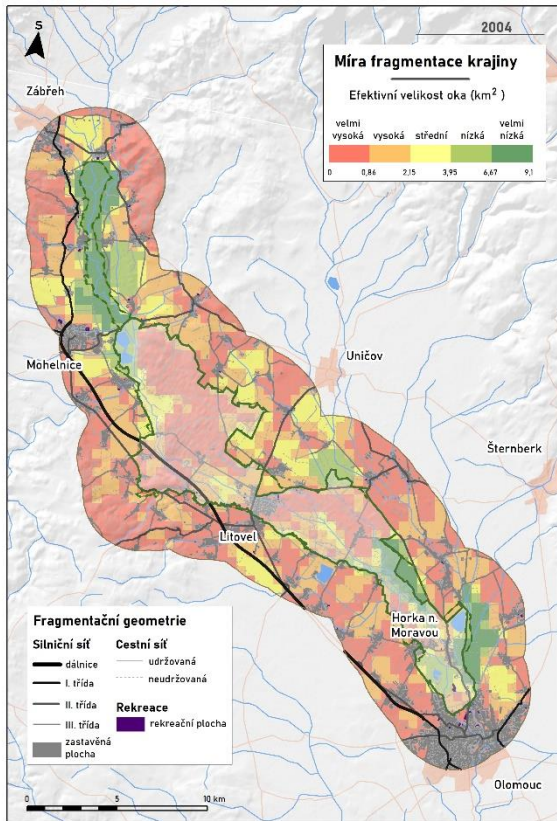 2004
S
Míra fragmentace krajiny
Efektivní velikost oka (km²)
velmi vysoká
vysoká
střední
nízká
velmi nízká
0 0,86 2,15 3,95 6,67 9,1
Zábřeh
Mohelnice
Uničov
Šternberk
Litovel
Horka n. Moravou
Olomouc
Fragmentační geometrie
Silniční síť
dálnice
I. třída
II. třída
III. třída
zastavěná plocha
Cestní síť
udržovaná
neudržovaná
Rekreace
rekreační plocha
0 5 10 km